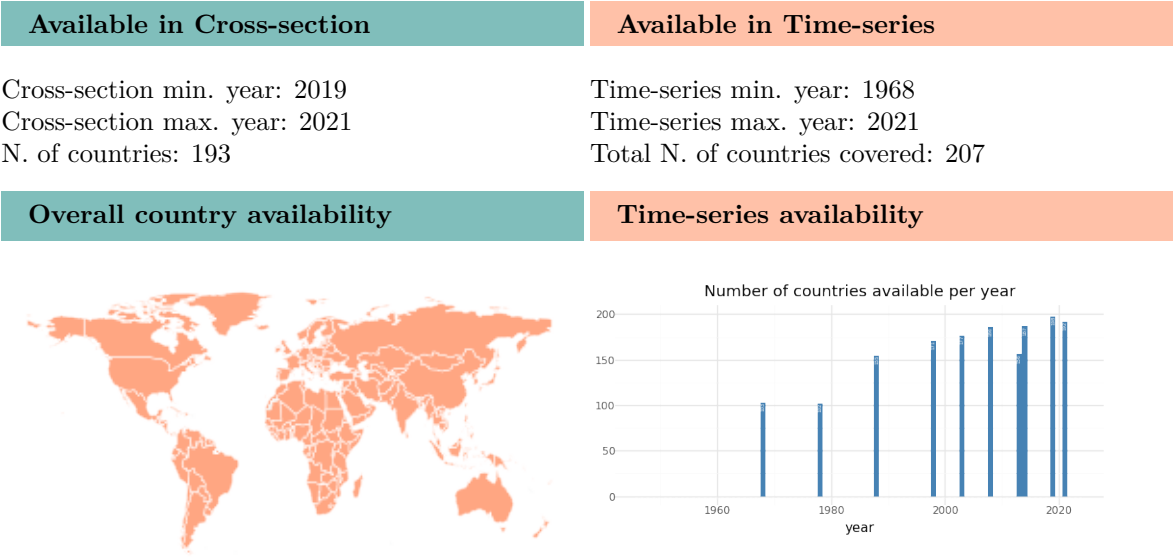 Available in Cross-section
Available in Time-series
Cross-section min. year: 2019
Cross-section max. year: 2021
N. of countries: 193
Time-series min. year: 1968
Time-series max. year: 2021
Total N. of countries covered: 207
Overall country availability
Time-series availability
Number of countries available per year
200
150
100
50
0
1960
1980
2000
2020
year